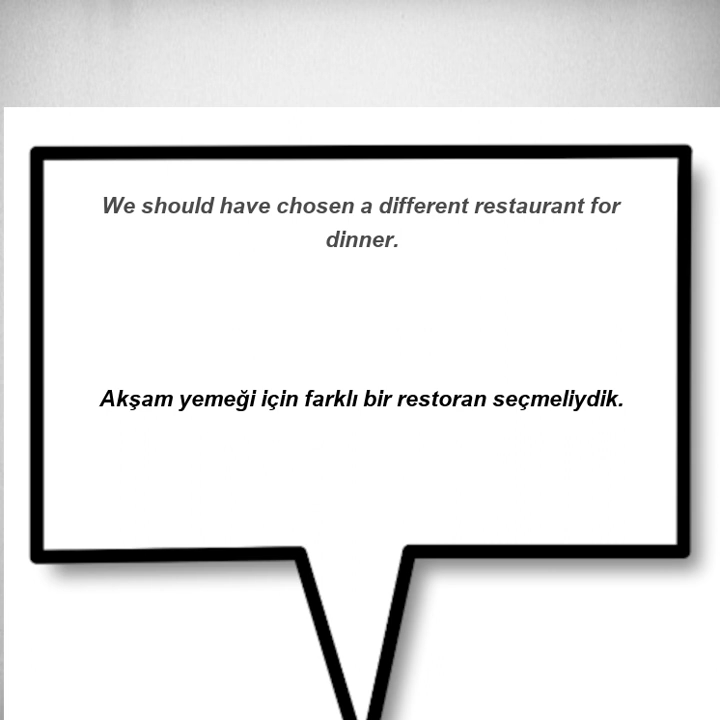 We should have chosen a different restaurant for
dinner.
Akşam yemeği için farklı bir restoran seçmeliydik.